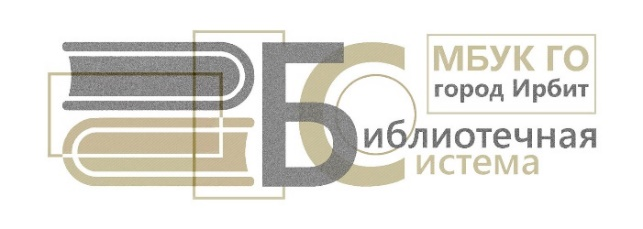 МБУК ГО
город Ирбит
Библиотечная
Система